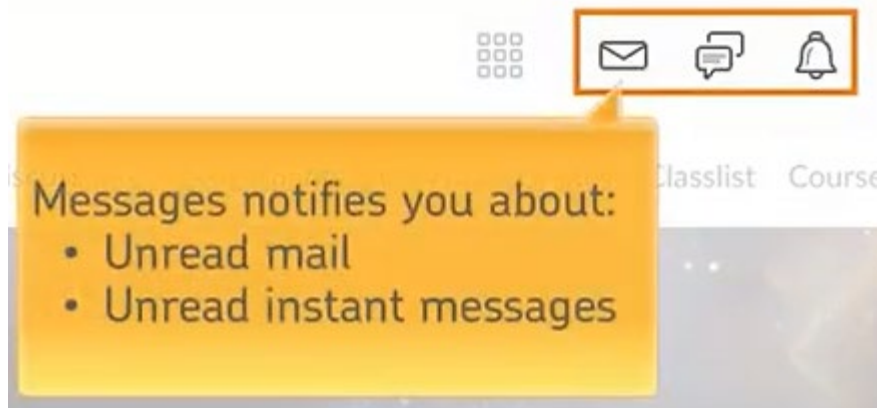 Classlist Course
Messages notifies you about:
• Unread mail
• Unread instant messages